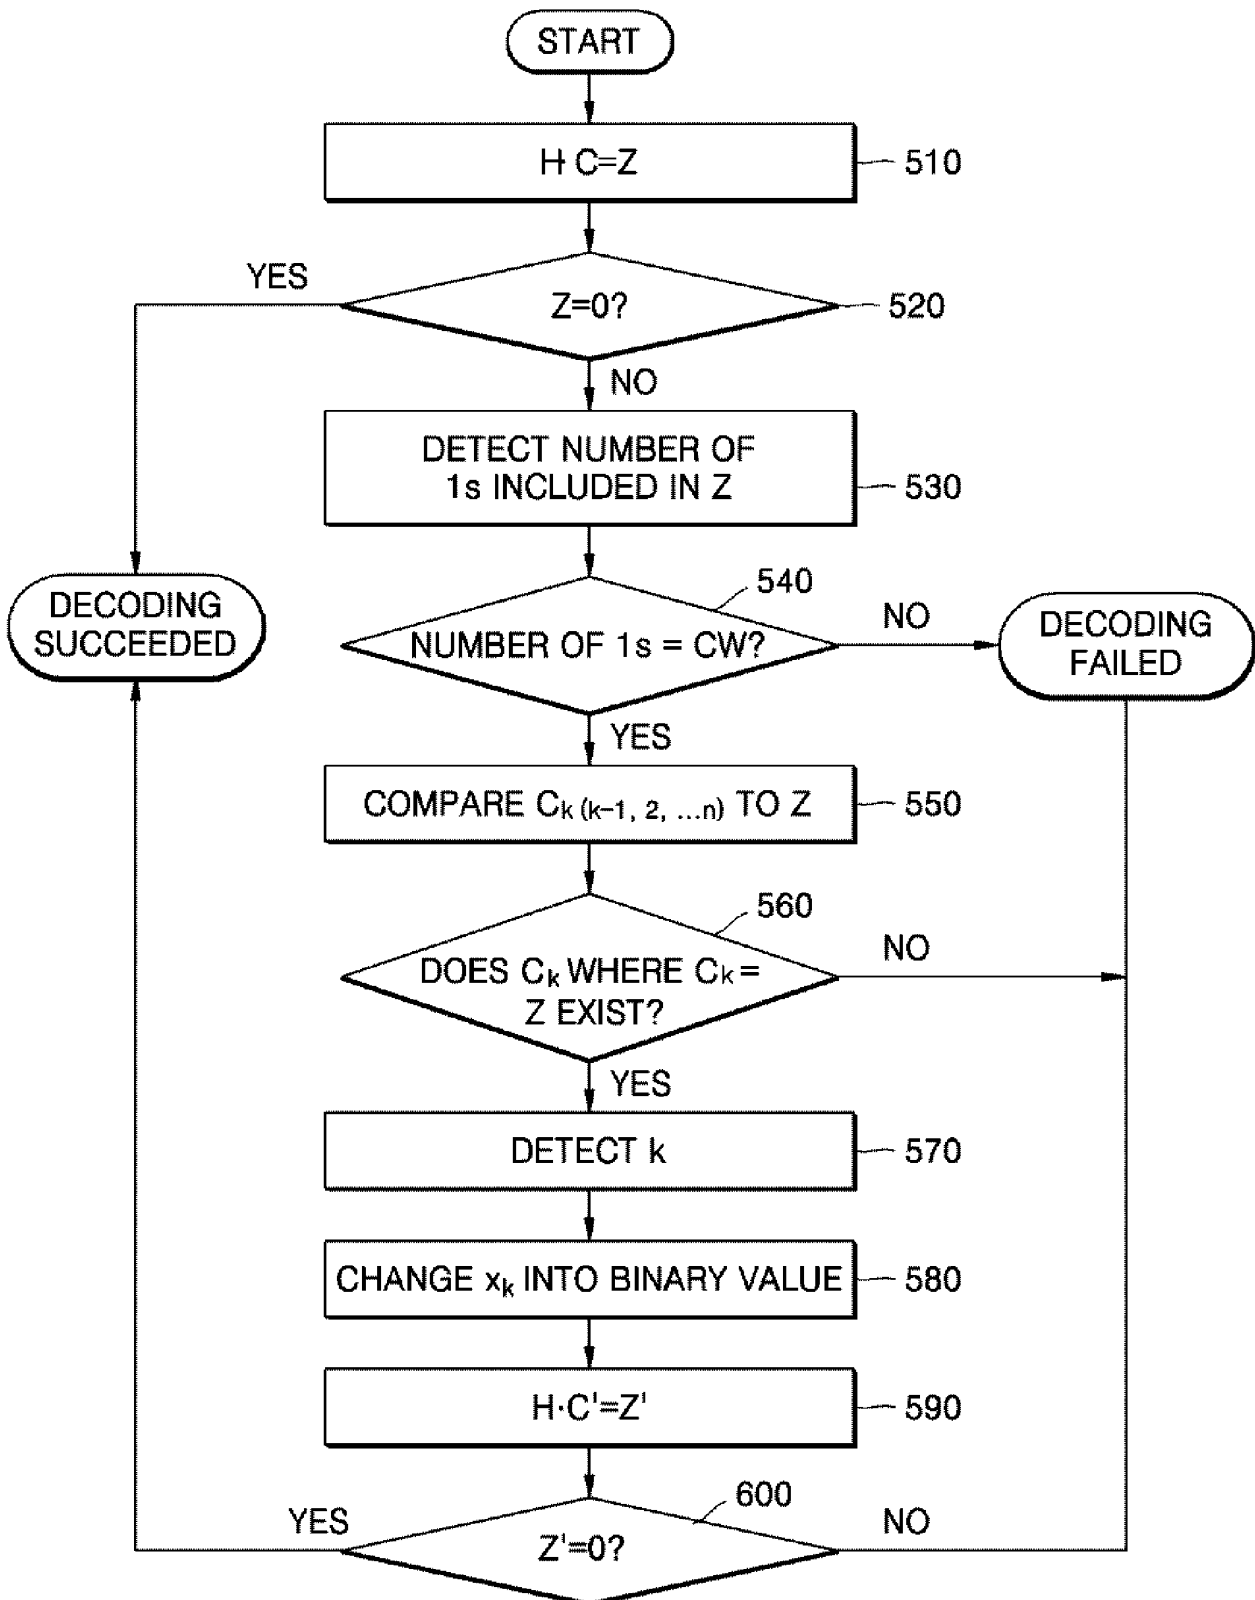 START
H·C=Z
510
YES
Z=0?
520
NO
DETECT NUMBER OF
1s INCLUDED IN Z
530
540
DECODING
SUCCEEDED
NUMBER OF 1s = CW?
NO
DECODING
FAILED
YES
COMPARE Ck (k-1, 2, ...n) TO Z
550
560
DOES Ck WHERE Ck =
Z EXIST?
NO
YES
DETECT k
570
CHANGE xk INTO BINARY VALUE
580
H·C'=Z'
590
600
YES
Z'=0?
NO